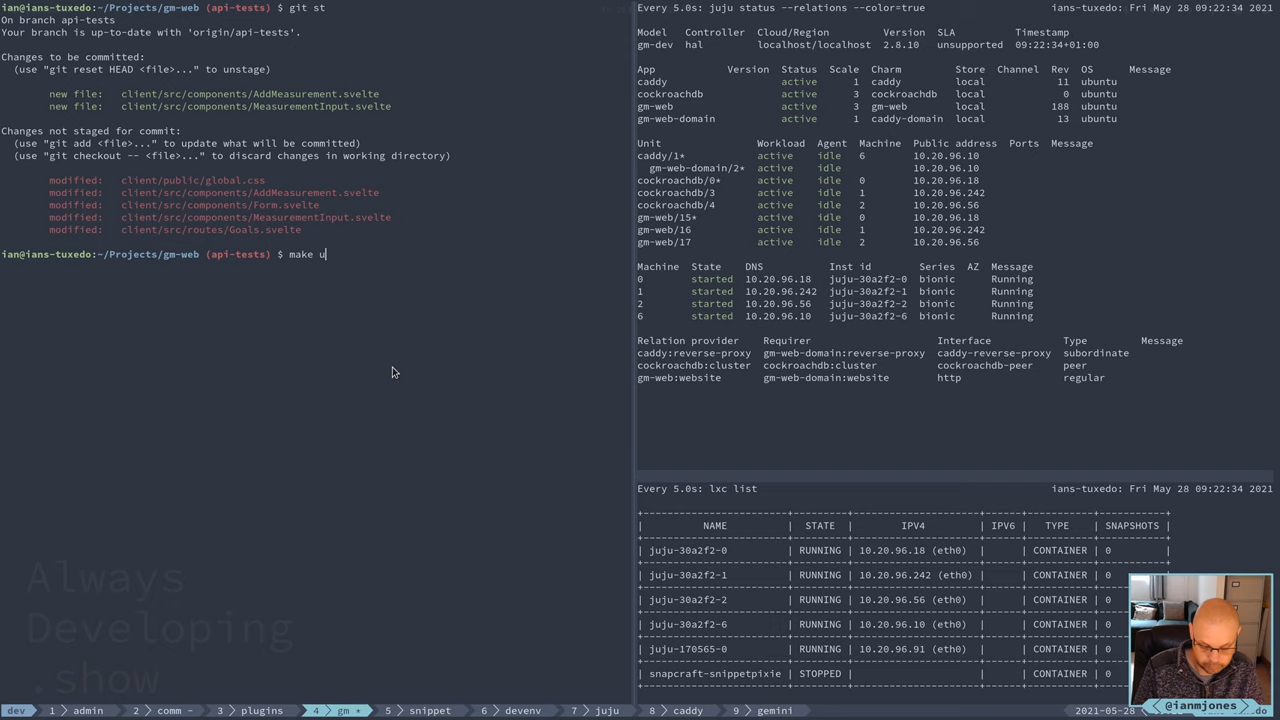 ian@ians-tuxedo:~/Projects/gm-web (api-tests) $ git st
On branch api-tests
Your branch is up-to-date with 'origin/api-tests'.
Changes to be committed:
(use "git reset HEAD <file>..." to unstage)
new file: client/src/components/AddMeasurement.svelte
new file: client/src/components/MeasurementInput.svelte
Changes not staged for commit:
(use "git add <file>..." to update what will be committed)
(use "git checkout -- <file>..." to discard changes in working directory)
modified: client/public/global.css
modified: client/src/components/AddMeasurement.svelte
modified: client/src/components/Form.svelte
modified: client/src/components/MeasurementInput.svelte
modified: client/src/routes/Goals.svelte
ian@ians-tuxedo:~/Projects/gm-web (api-tests) $ make u
Always
Developing
.show
Every 5.0s: juju status --relations --color=true ians-tuxedo: Fri May 28 09:22:34 2021
Model Controller Cloud/Region Version SLA Timestamp
gm-dev hal localhost/localhost 2.8.10 unsupported 09:22:34+01:00
App Version Status Scale Charm Store Channel Rev OS Message
caddy active 1 caddy local 11 ubuntu
cockroachdb active 3 cockroachdb local 0 ubuntu
gm-web active 3 gm-web local 188 ubuntu
gm-web-domain active 1 caddy-domain local 13 ubuntu
Unit Workload Agent Machine Public address Ports Message
caddy/1* active idle 6 10.20.96.10
gm-web-domain/2* active idle 10.20.96.10
cockroachdb/0* active idle 0 10.20.96.18
cockroachdb/3 active idle 1 10.20.96.242
cockroachdb/4 active idle 2 10.20.96.56
gm-web/15* active idle 0 10.20.96.18
gm-web/16 active idle 1 10.20.96.242
gm-web/17 active idle 2 10.20.96.56
Machine State DNS Inst id Series AZ Message
0 started 10.20.96.18 juju-30a2f2-0 bionic Running
1 started 10.20.96.242 juju-30a2f2-1 bionic Running
2 started 10.20.96.56 juju-30a2f2-2 bionic Running
6 started 10.20.96.10 juju-30a2f2-6 bionic Running
Relation provider Requirer Interface Type Message
caddy:reverse-proxy gm-web-domain:reverse-proxy caddy-reverse-proxy subordinate
cockroachdb:cluster cockroachdb:cluster cockroachdb-peer peer
gm-web:website gm-web-domain:website http regular
Every 5.0s: lxc list ians-tuxedo: Fri May 28 09:22:34 2021
| NAME | STATE | IPV4 | IPV6 | TYPE | SNAPSHOTS |
| juju-30a2f2-0 | RUNNING | 10.20.96.18 (eth0) | | CONTAINER | 0 |
| juju-30a2f2-1 | RUNNING | 10.20.96.242 (eth0) | | CONTAINER | 0
| juju-30a2f2-2 | RUNNING | 10.20.96.56 (eth0) | | CONTAINER | 0
| juju-30a2f2-6 | RUNNING | 10.20.96.10 (eth0) | | CONTAINER | 0
| juju-170565-0 | RUNNING | 10.20.96.91 (eth0) | | CONTAINER | 0
| snapcraft-snippetpixie | STOPPED | | | CONTAINER | 0
@ianmjones
dev 1 admin 2 comm - 3 plugins 4 gm * 5 snippet 6 devenv 7 juju 8 caddy 9 gemini 2021-05-28